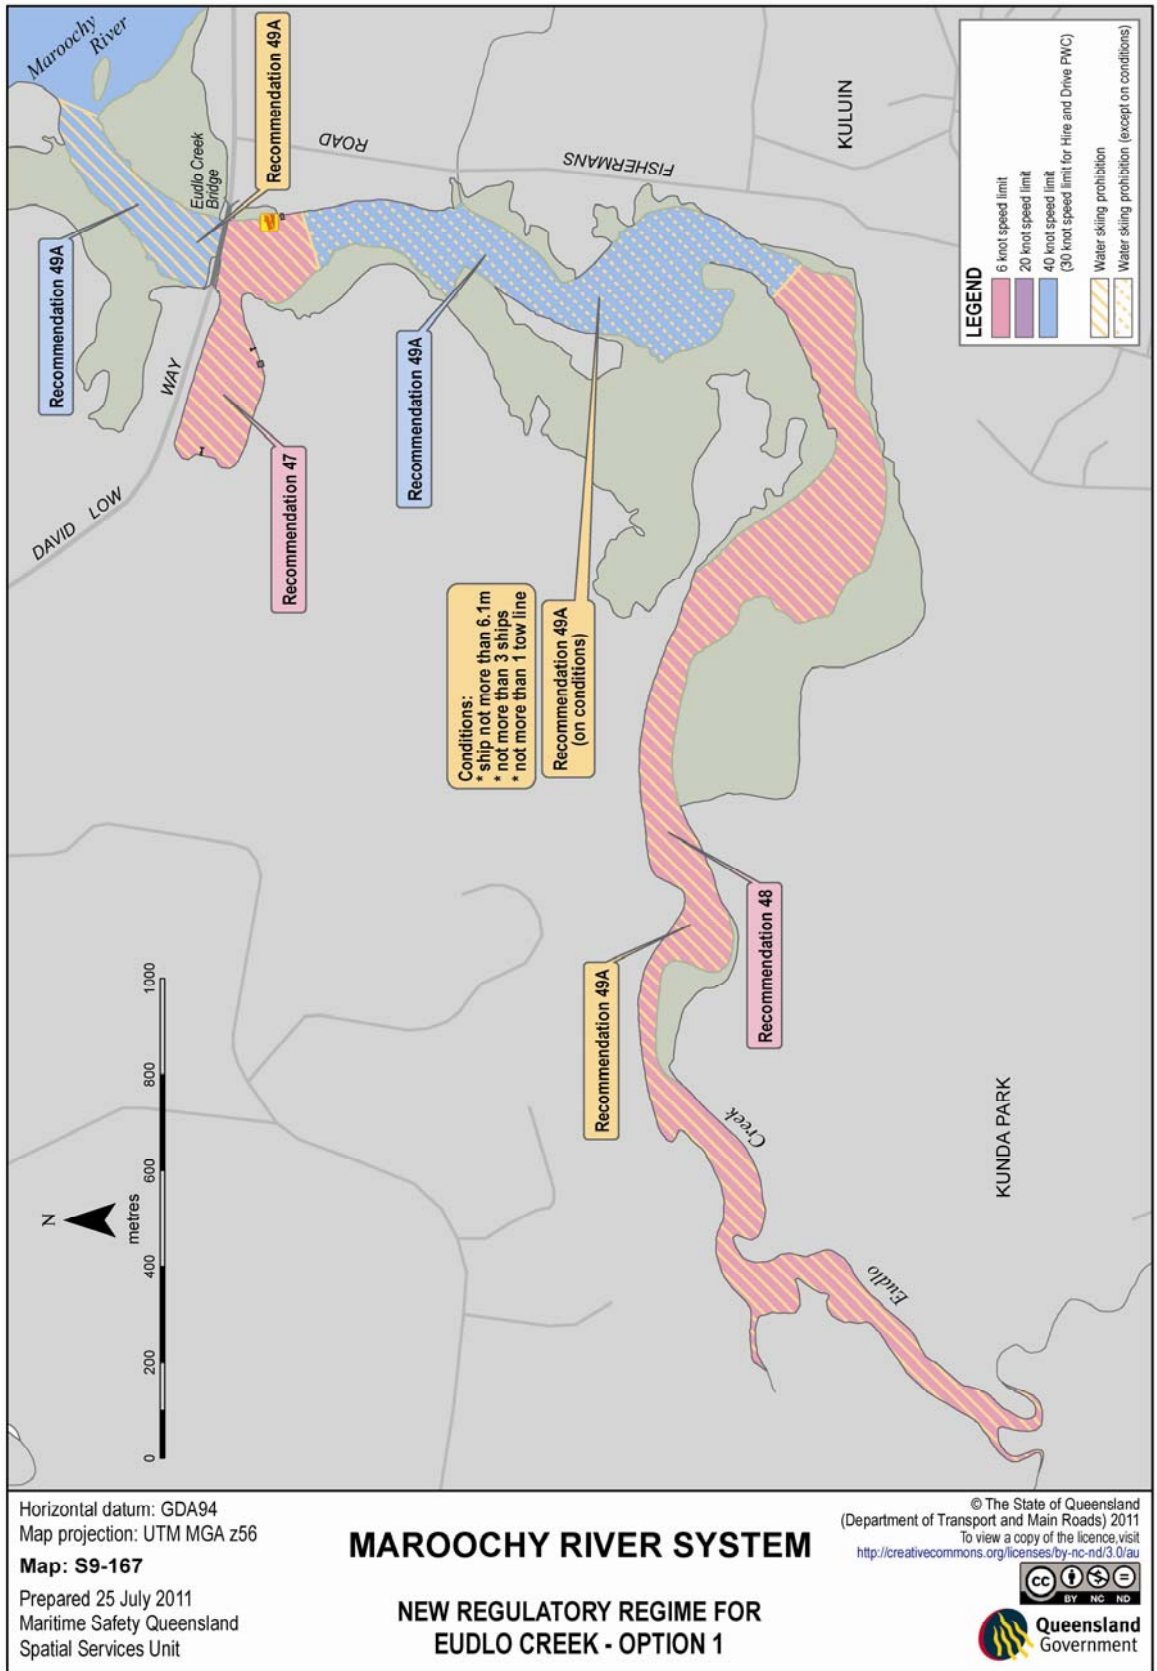 Maroochy
River
Recommendation 49A
Recommendation 49A
Eudlo Creek
Bridge
ROAD
FISHERMANS
KULUIN
WAY
DAVID LOW
Recommendation 47
Recommendation 49A
Conditions:
* ship not more than 6.1m
* not more than 3 ships
* not more than 1 tow line
Recommendation 49A
(on conditions)
Recommendation 49A
Recommendation 48
Creek
Eudlo
KUNDA PARK
N
metres
0 200 400 600 800 1000
LEGEND
6 knot speed limit
20 knot speed limit
40 knot speed limit
(30 knot speed limit for Hire and Drive PWC)
Water skiing prohibition
Water skiing prohibition (except on conditions)
Horizontal datum: GDA94
Map projection: UTM MGA z56
Map: S9-167
Prepared 25 July 2011
Maritime Safety Queensland
Spatial Services Unit
MAROOCHY RIVER SYSTEM
NEW REGULATORY REGIME FOR
EUDLO CREEK - OPTION 1
© The State of Queensland
(Department of Transport and Main Roads) 2011
To view a copy of the licence,visit
http://creativecommons.org/licenses/by-nc-nd/3.0/au
cc
BY NC ND
Queensland
Government